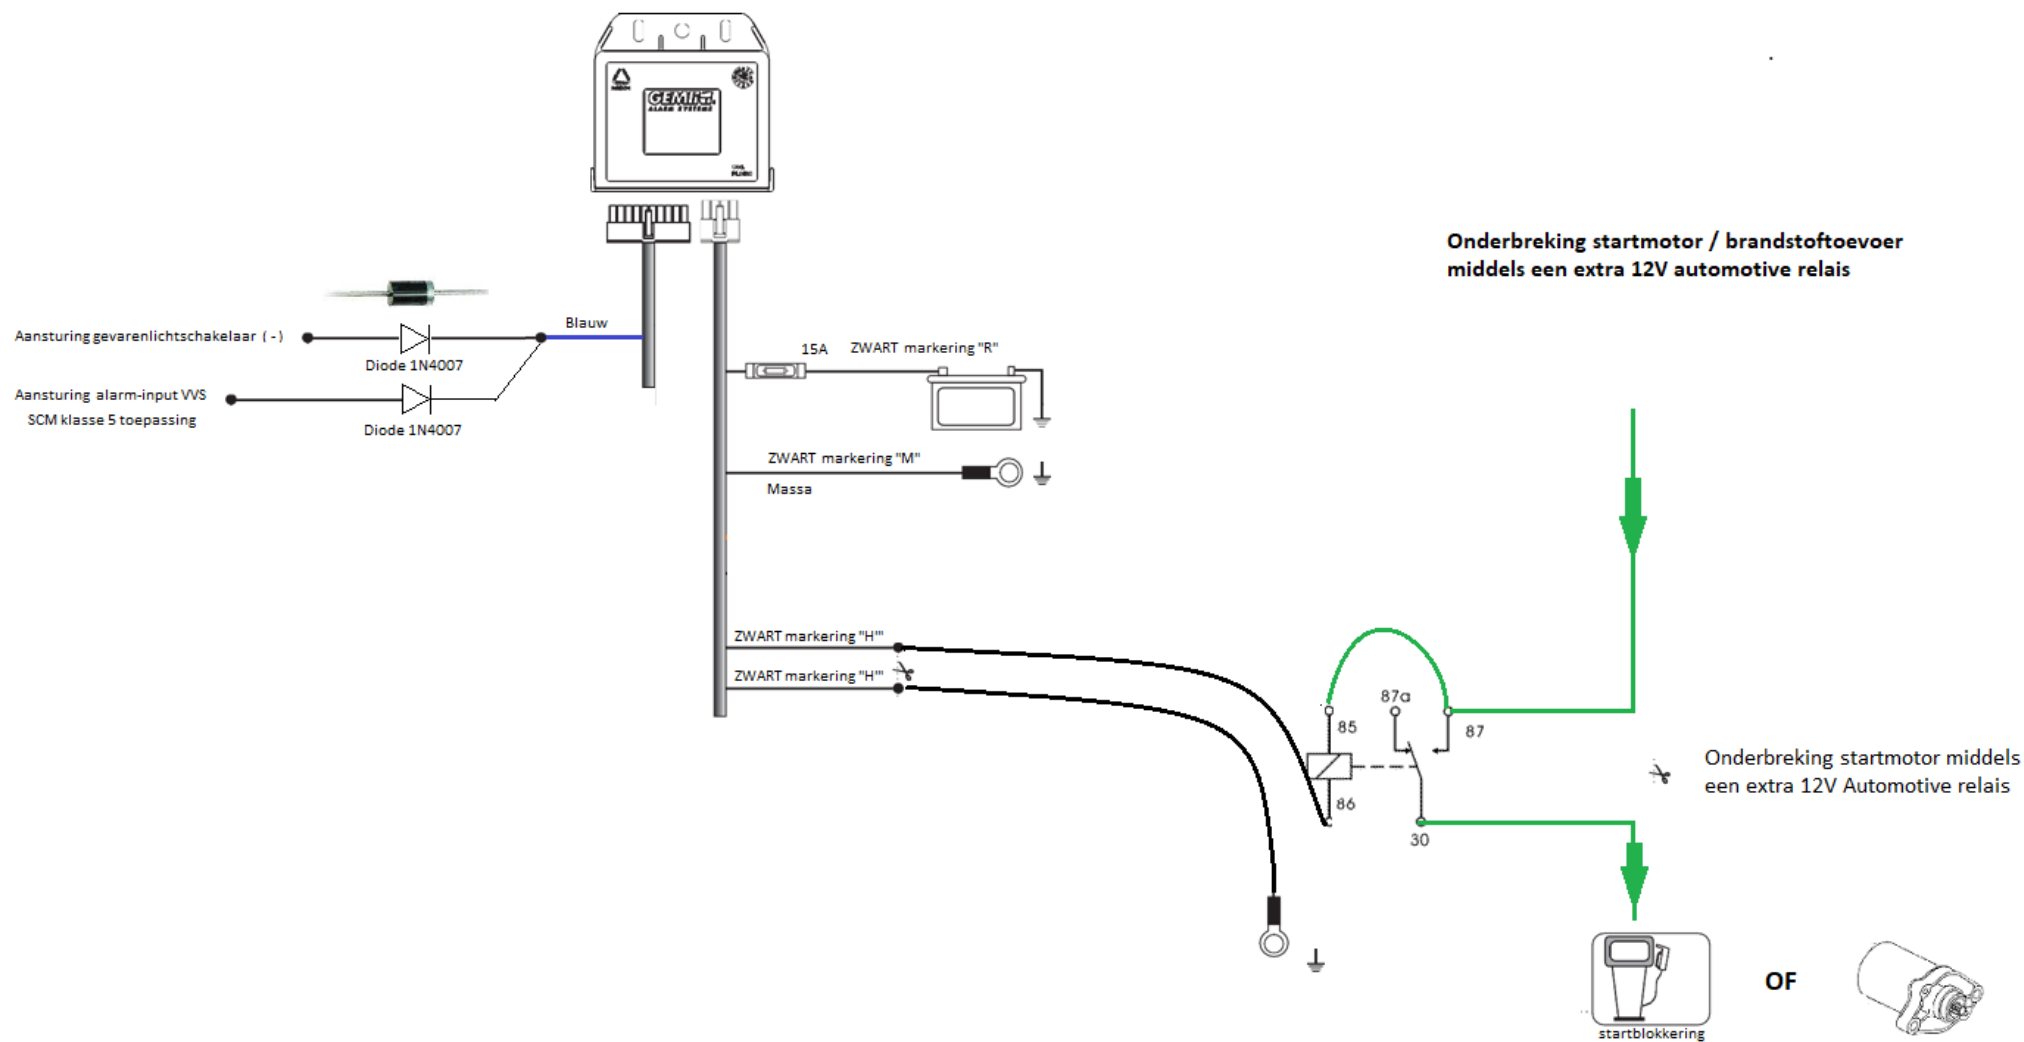 GEMINI
ALARM SYSTEMS
Onderbreking startmotor / brandstoftoevoer
middels een extra 12V automotive relais
Aansturing gevarenlichtschakelaar ( - )
Blauw
Diode 1N4007
15A
ZWART markering "R"
Aansturing alarm-input VVS
SCM klasse 5 toepassing
Diode 1N4007
ZWART markering "M"
Massa
ZWART markering "H'"
ZWART markering "H'"
87a
85
87
86
30
Onderbreking startmotor middels
een extra 12V Automotive relais
OF
startblokkering